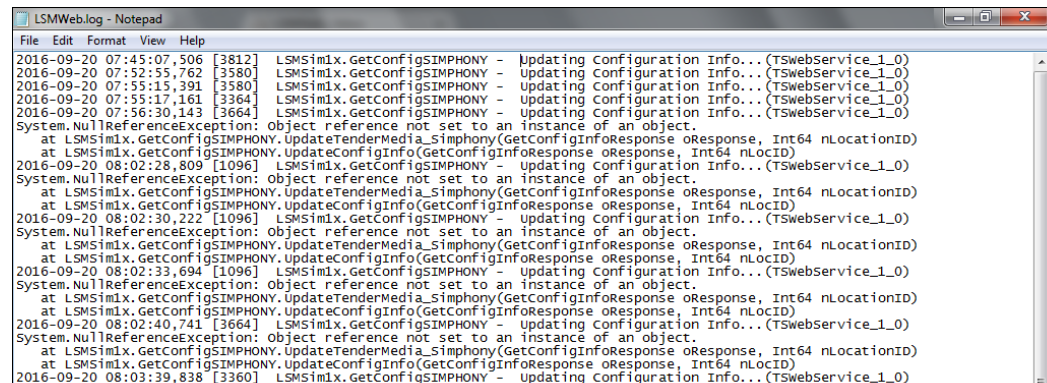 LSMWeb.log - Notepad
File Edit Format View Help
2016-09-20 07:45:07,506 [3812]  LSMSim1x.GetConfigSIMPHONY -  Updating Configuration Info...(TSWebService_1_0)
2016-09-20 07:52:55,762 [3580]  LSMSim1x.GetConfigSIMPHONY -  Updating Configuration Info...(TSWebService_1_0)
2016-09-20 07:55:15,391 [3580]  LSMSim1x.GetConfigSIMPHONY -  Updating Configuration Info...(TSWebService_1_0)
2016-09-20 07:55:17,161 [3364]  LSMSim1x.GetConfigSIMPHONY -  Updating Configuration Info...(TSWebService_1_0)
2016-09-20 07:56:30,143 [3664]  LSMSim1x.GetConfigSIMPHONY -  Updating Configuration Info...(TSWebService_1_0)
System.NullReferenceException: Object reference not set to an instance of an object.
   at LSMSim1x.GetConfigSIMPHONY.UpdateTenderMedia_Simphony(GetConfigInfoResponse oResponse, Int64 nLocationID)
   at LSMSim1x.GetConfigSIMPHONY.UpdateConfigInfo(GetConfigInfoResponse oResponse, Int64 nLocID)
2016-09-20 08:02:28,809 [1096]  LSMSim1x.GetConfigSIMPHONY -  Updating Configuration Info...(TSWebService_1_0)
System.NullReferenceException: Object reference not set to an instance of an object.
   at LSMSim1x.GetConfigSIMPHONY.UpdateTenderMedia_Simphony(GetConfigInfoResponse oResponse, Int64 nLocationID)
   at LSMSim1x.GetConfigSIMPHONY.UpdateConfigInfo(GetConfigInfoResponse oResponse, Int64 nLocID)
2016-09-20 08:02:30,222 [1096]  LSMSim1x.GetConfigSIMPHONY -  Updating Configuration Info...(TSWebService_1_0)
System.NullReferenceException: Object reference not set to an instance of an object.
   at LSMSim1x.GetConfigSIMPHONY.UpdateTenderMedia_Simphony(GetConfigInfoResponse oResponse, Int64 nLocationID)
   at LSMSim1x.GetConfigSIMPHONY.UpdateConfigInfo(GetConfigInfoResponse oResponse, Int64 nLocID)
2016-09-20 08:02:33,694 [1096]  LSMSim1x.GetConfigSIMPHONY -  Updating Configuration Info...(TSWebService_1_0)
System.NullReferenceException: Object reference not set to an instance of an object.
   at LSMSim1x.GetConfigSIMPHONY.UpdateTenderMedia_Simphony(GetConfigInfoResponse oResponse, Int64 nLocationID)
   at LSMSim1x.GetConfigSIMPHONY.UpdateConfigInfo(GetConfigInfoResponse oResponse, Int64 nLocID)
2016-09-20 08:02:40,741 [3664]  LSMSim1x.GetConfigSIMPHONY -  Updating Configuration Info...(TSWebService_1_0)
System.NullReferenceException: Object reference not set to an instance of an object.
   at LSMSim1x.GetConfigSIMPHONY.UpdateTenderMedia_Simphony(GetConfigInfoResponse oResponse, Int64 nLocationID)
   at LSMSim1x.GetConfigSIMPHONY.UpdateConfigInfo(GetConfigInfoResponse oResponse, Int64 nLocID)
2016-09-20 08:03:39,838 [3360]  LSMSim1x.GetConfigSIMPHONY -  Updating Configuration Info...(TSWebService_1_0)